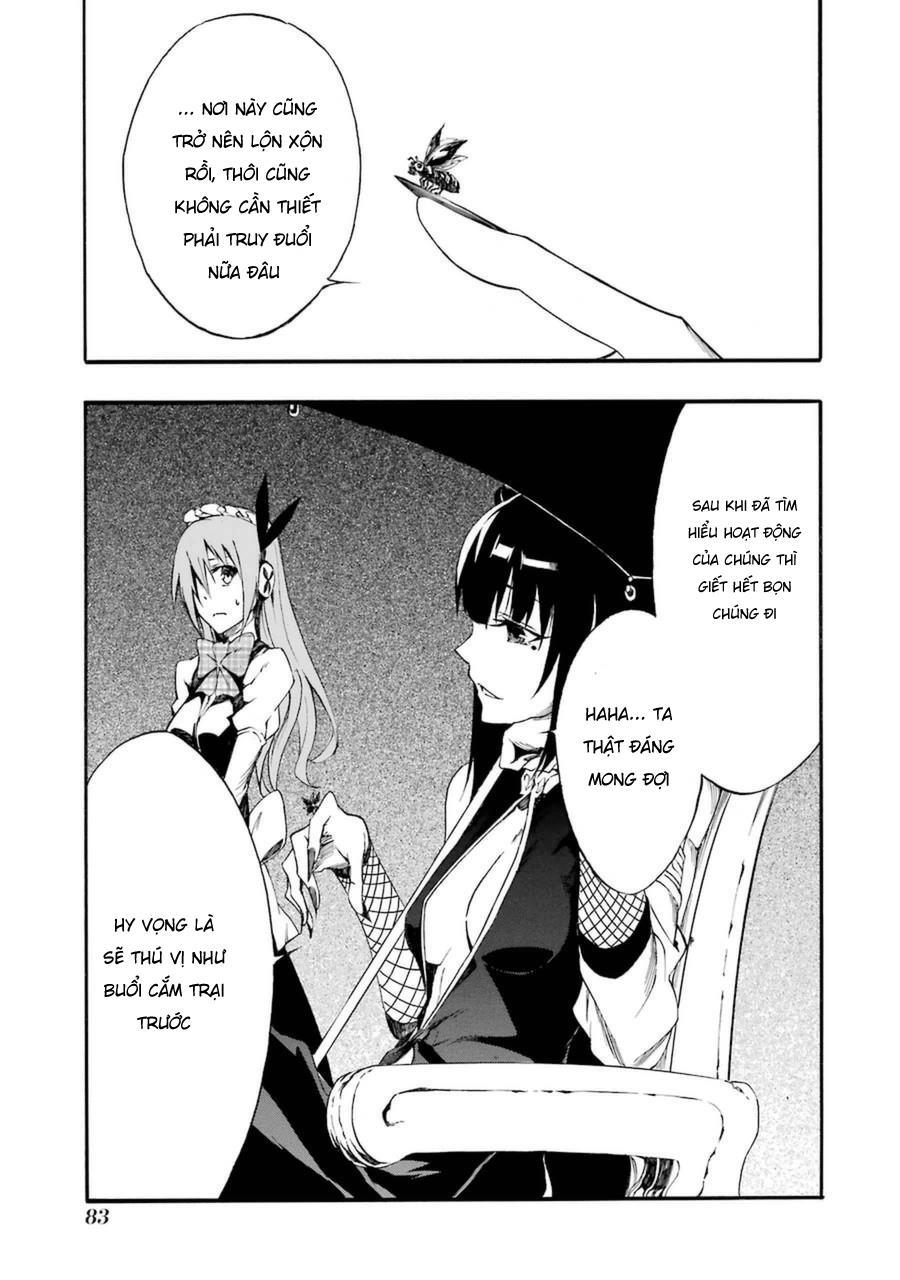 ... NƠI NÀY CŨNG
TRỞ NÊN LỘN XỘN
RỒI, THÔI CŨNG
KHÔNG CẦN THIẾT
PHẢI TRUY ĐUỔI
NỮA ĐÂU
SAU KHI ĐÃ TÌM
HIỂU HOẠT ĐỘNG
CỦA CHÚNG THÌ
GIẾT HẾT BỌN
CHÚNG ĐI
HAHA... TA
THẬT ĐÁNG
MONG ĐỢI
HY VỌNG LÀ
SẼ THÚ VỊ NHƯ
BUỔI CẮM TRẠI
TRƯỚC
83